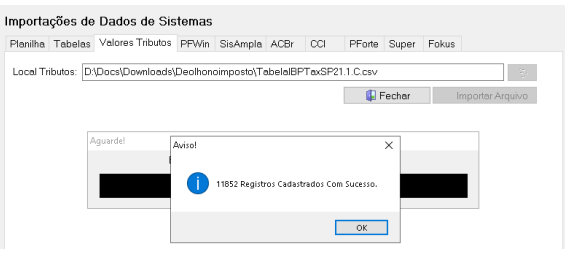 Importações de Dados de Sistemas
Planilha Tabelas Valores Tributos PFWin SisAmpla ACBr CCI PForte Super Fokus
Local Tributos: D:\Docs\Downloads\Deolhonoimposto\TabelaIBPTaxSP21.1.C.csv
Fechar Importar Arquivo
Aguarde!
Aviso!
11852 Registros Cadastrados Com Sucesso.
OK